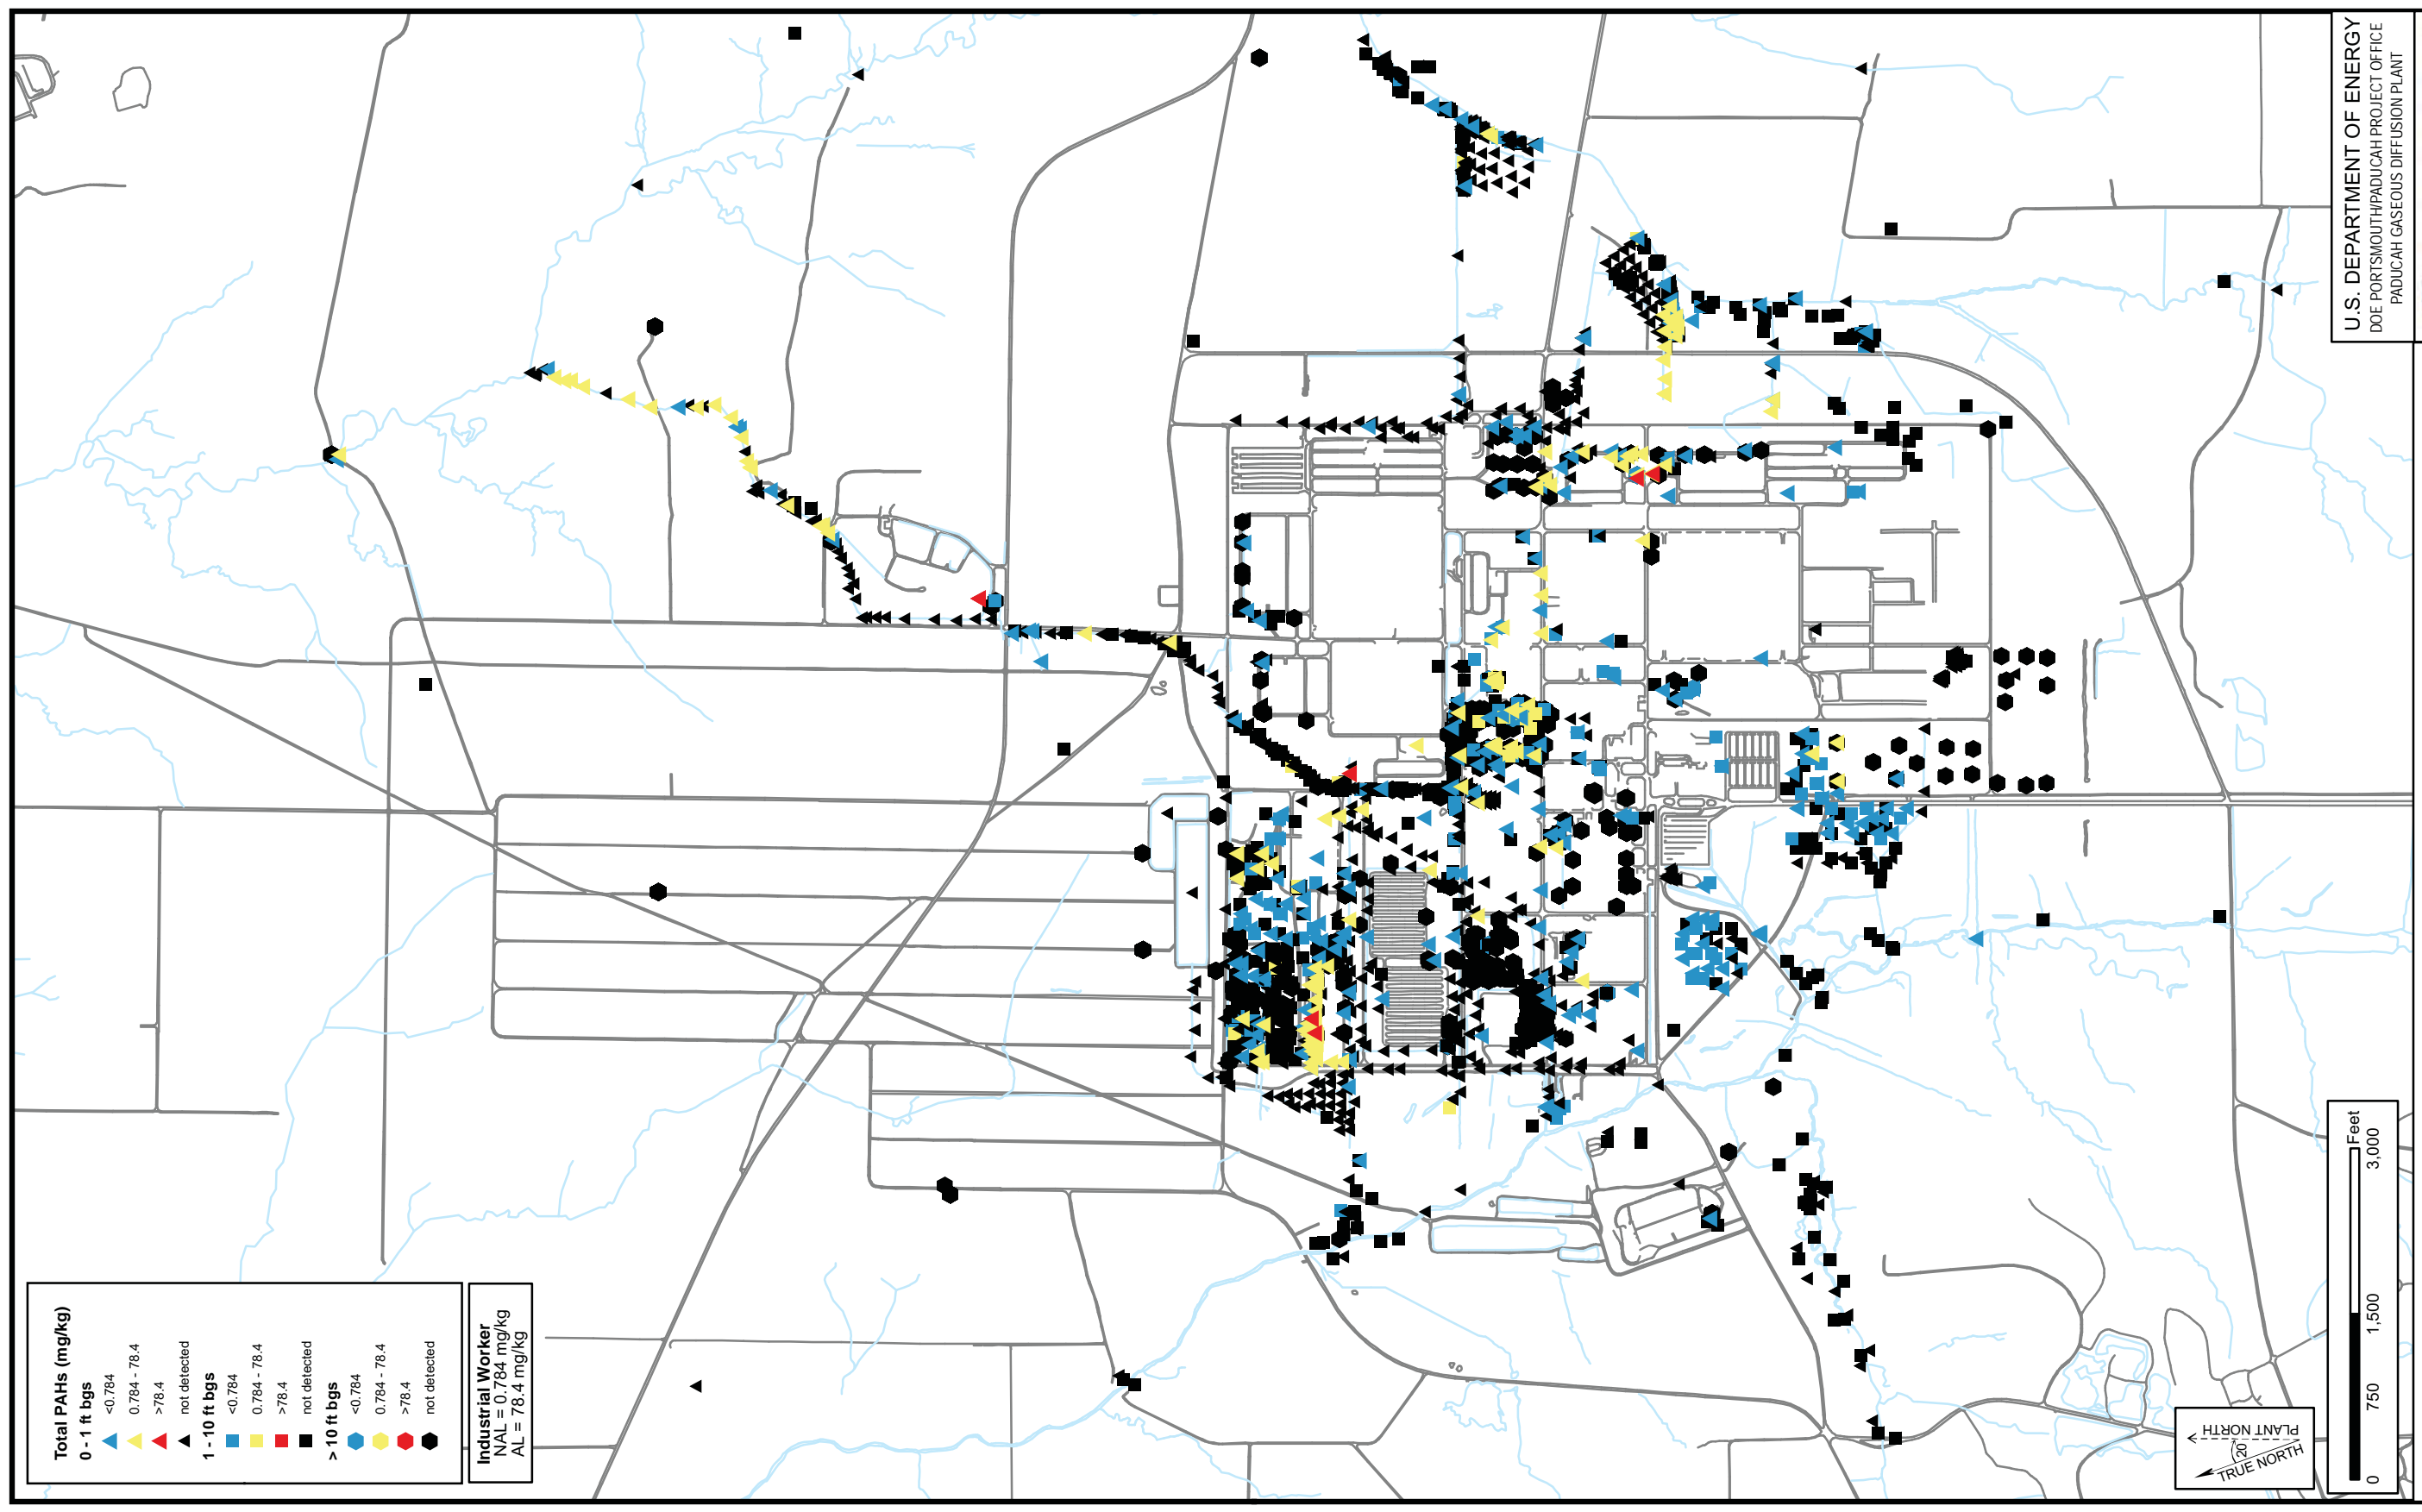 Total PAHs (mg/kg)
0 - 1 ft bgs
<0.784
0.784 - 78.4
>78.4
not detected
1 - 10 ft bgs
<0.784
0.784 - 78.4
>78.4
not detected
> 10 ft bgs
<0.784
0.784 - 78.4
>78.4
not detected
Industrial Worker
NAL = 0.784 mg/kg
AL = 78.4 mg/kg
U.S. DEPARTMENT OF ENERGY
DOE PORTSMOUTH/PADUCAH PROJECT OFFICE
PADUCAH GASEOUS DIFFUSION PLANT
PLANT NORTH
20
TRUE NORTH
Feet
0 750 1,500 3,000